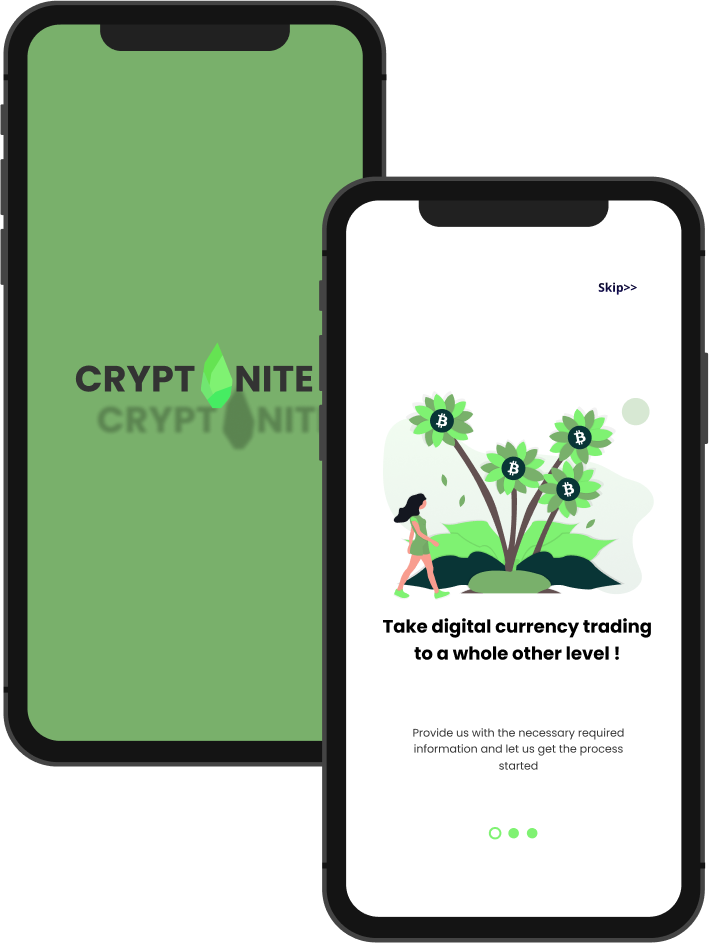 CRYPT NITE
CRYPT NIT
Skip>>
Take digital currency trading
to a whole other level !
Provide us with the necessary required
information and let us get the process
started